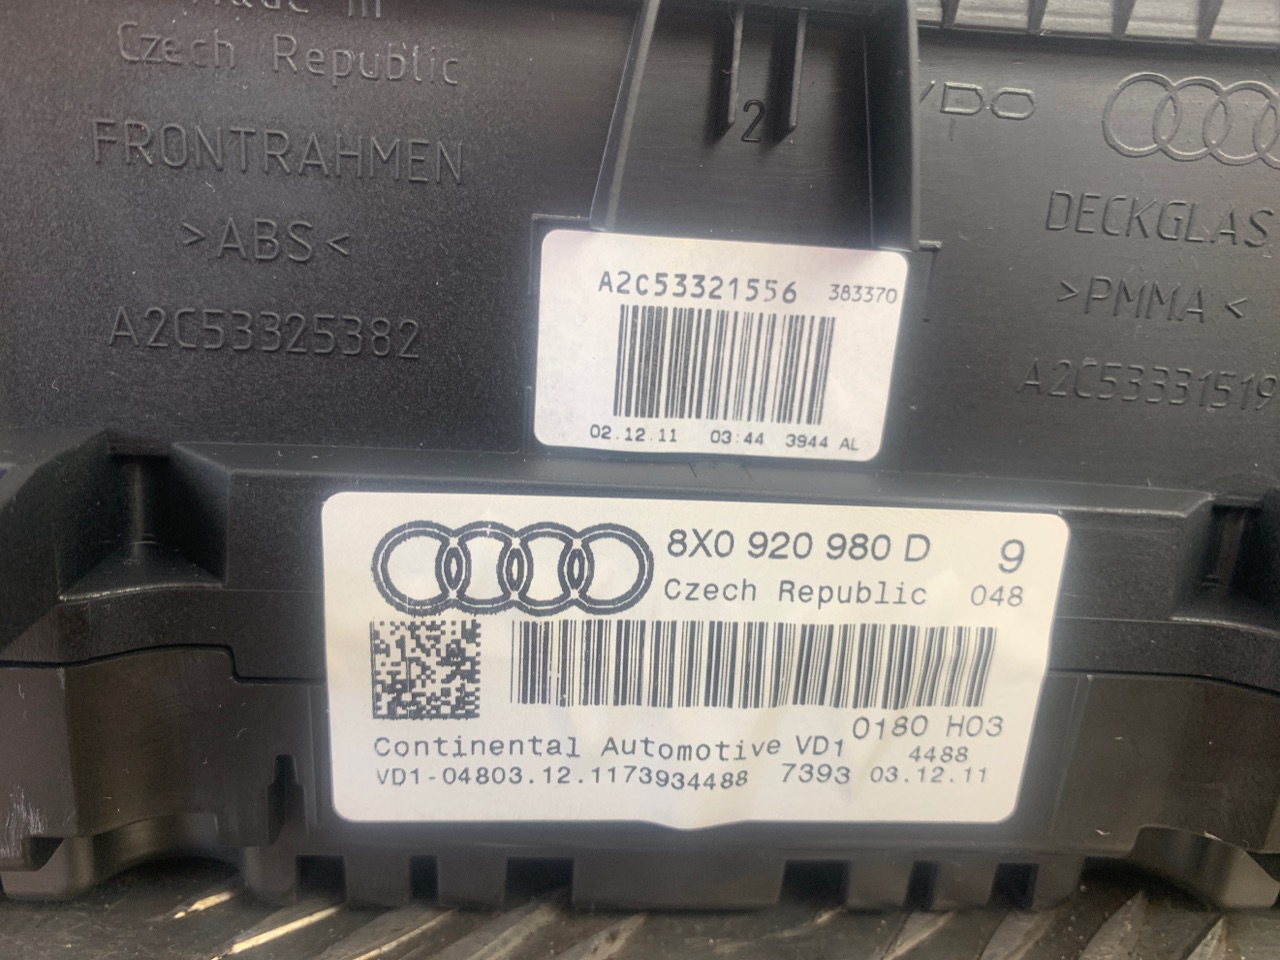 Made in
Czech Republic
FRONTRAHMEN
>ABS<
A2C53325382
2
VDO
DECKGLAS
>PMMA<
A2C53331519
A2C53321556 383370
02.12.11 03:44 3944 AL
8X0 920 980 D 9
Czech Republic 048
0180 H03
Continental Automotive VD1 4488
VD1-04803.12.1173934488 7393 03.12.11